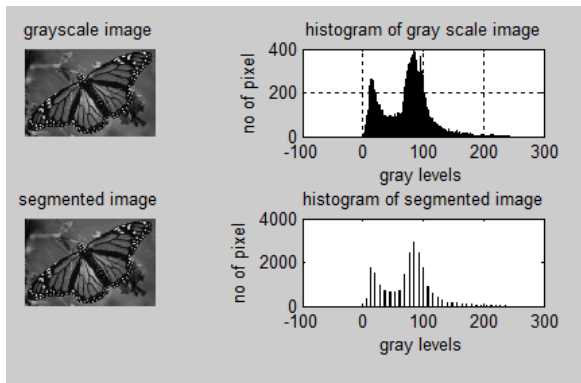 grayscale image
histogram of gray scale image
no of pixel
400
200
0
-100
0
100
200
300
gray levels
segmented image
histogram of segmented image
no of pixel
4000
2000
0
-100
0
100
200
300
gray levels